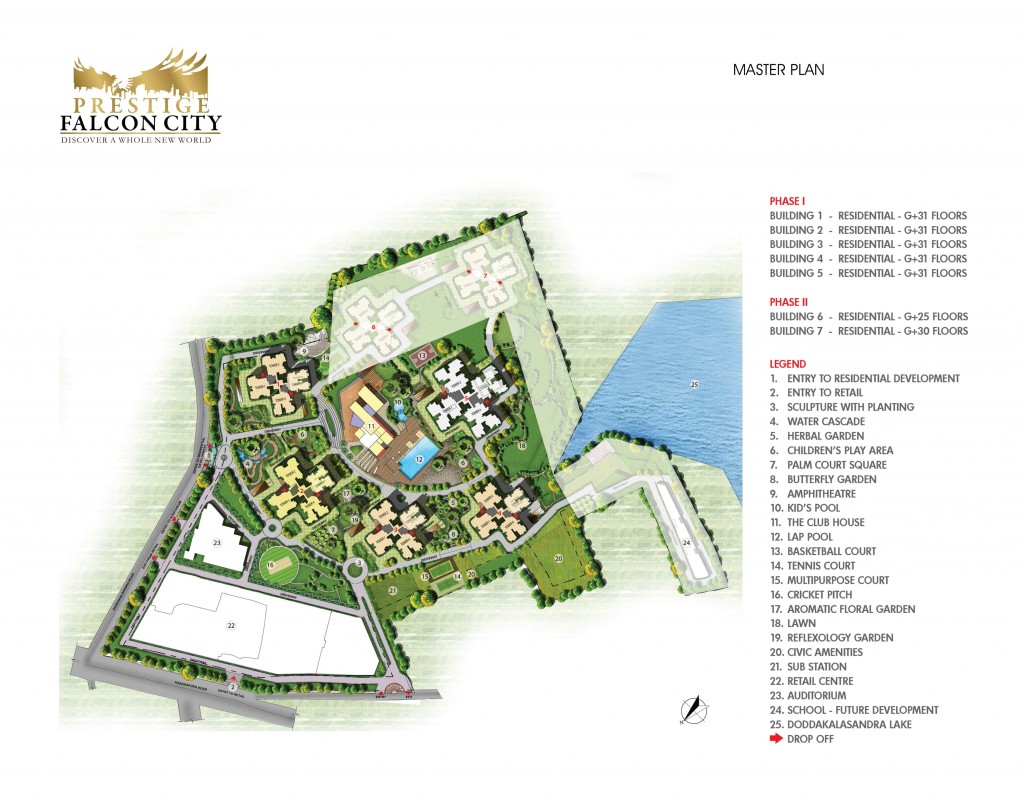 PRESTIGE
FALCON CITY
DISCOVER A WHOLE NEW WORLD
MASTER PLAN
PHASE I
BUILDING 1 - RESIDENTIAL - G+31 FLOORS
BUILDING 2 - RESIDENTIAL - G+31 FLOORS
BUILDING 3 - RESIDENTIAL - G+31 FLOORS
BUILDING 4 - RESIDENTIAL - G+31 FLOORS
BUILDING 5 - RESIDENTIAL - G+31 FLOORS
PHASE II
BUILDING 6 - RESIDENTIAL - G+25 FLOORS
BUILDING 7 - RESIDENTIAL - G+30 FLOORS
LEGEND
1. ENTRY TO RESIDENTIAL DEVELOPMENT
2. ENTRY TO RETAIL
3. SCULPTURE WITH PLANTING
4. WATER CASCADE
5. HERBAL GARDEN
6. CHILDREN'S PLAY AREA
7. PALM COURT SQUARE
8. BUTTERFLY GARDEN
9. AMPHITHEATRE
10. KID'S POOL
11. THE CLUB HOUSE
12. LAP POOL
13. BASKETBALL COURT
14. TENNIS COURT
15. MULTIPURPOSE COURT
16. CRICKET PITCH
17. AROMATIC FLORAL GARDEN
18. LAWN
19. REFLEXOLOGY GARDEN
20. CIVIC AMENITIES
21. SUB STATION
22. RETAIL CENTRE
23. AUDITORIUM
24. SCHOOL - FUTURE DEVELOPMENT
25. DODDAKALASANDRA LAKE
DROP OFF
7
6
9
14
13
25
10
11
12
18
6
4
6
17
19
5
8
7
23
16
3
15
14
20
20
21
24
22
2
ENTRY TO RETAIL
N